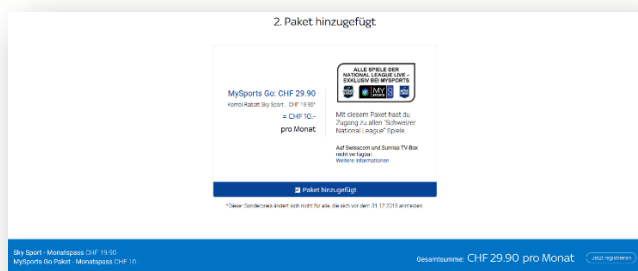 2. Paket hinzugefügt
MySports Go: CHF 29.90
Kombi Rabatt Sky Sport - CHF 19.90*
= CHF 10.-
pro Monat
ALLE SPIELE DER
NATIONAL LEAGUE LIVE -
EXKLUSIV BEI MYSPORTS
MY
SPORTS
Mit diesem Paket hast du
Zugang zu allen "Schweizer
National League" Spiele.
Auf Swisscom und Sunrise TV-Box
nicht verfügbar.
Weitere Informationen
Paket hinzugefügt
*Dieser Sonderpreis ändert sich nicht für alle, die sich vor dem 31.12.2018 anmelden
Sky Sport - Monatspass CHF 19.90
MySports Go Paket - Monatspass CHF 10
Gesamtsumme: CHF 29.90 pro Monat
Jetzt registrieren